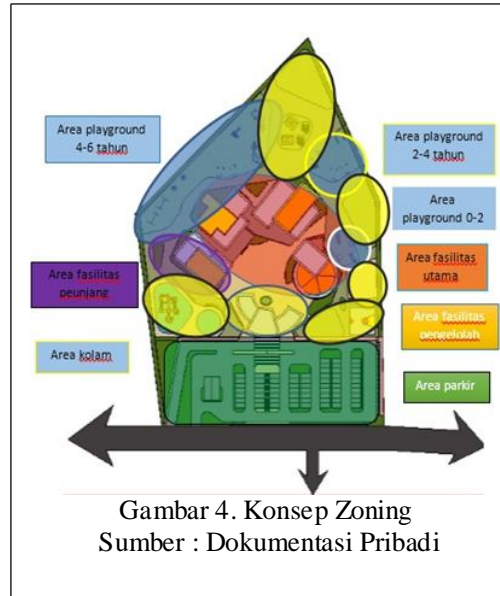 Area playground
4-6 tahun
Area playground
2-4 tahun
Area
playground 0-2
Area fasilitas
peunjang
Area fasilitas
utama
Area fasilitas
pengelolah
Area kolam
Area parkir
Gambar 4. Konsep Zoning
Sumber : Dokumentasi Pribadi